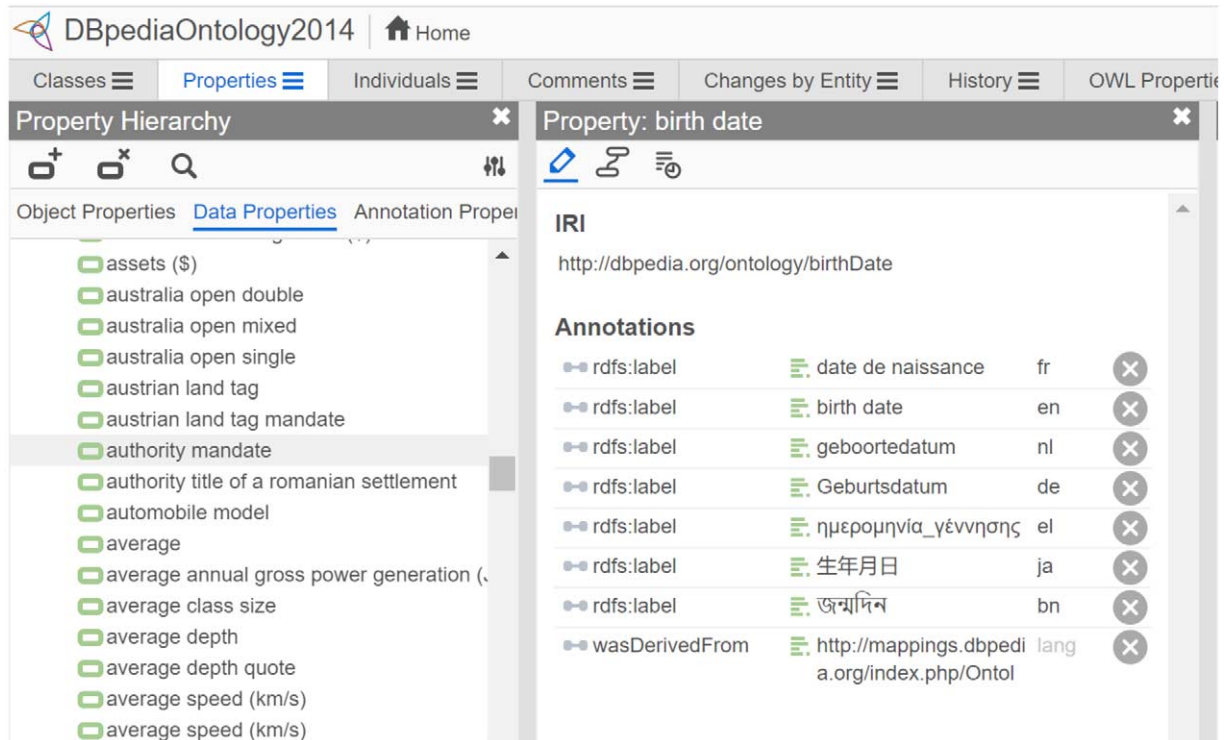 DBpediaOntology2014 Home
Classes Properties Individuals Comments Changes by Entity History OWL Propertie
Property Hierarchy
Object Properties Data Properties Annotation Proper
assets ($)
australia open double
australia open mixed
australia open single
austrian land tag
austrian land tag mandate
authority mandate
authority title of a romanian settlement
automobile model
average
average annual gross power generation (
average class size
average depth
average depth quote
average speed (km/s)
average speed (km/s)
Property: birth date
IRI
http://dbpedia.org/ontology/birthDate
Annotations
rdfs:label date de naissance fr
rdfs:label birth date en
rdfs:label geboortedatum nl
rdfs:label Geburtsdatum de
rdfs:label ημερομηνία_γέννησης el
rdfs:label 生年月日 ja
rdfs:label জন্মদিন bn
wasDerivedFrom http://mappings.dbpedi lang
a.org/index.php/Ontol